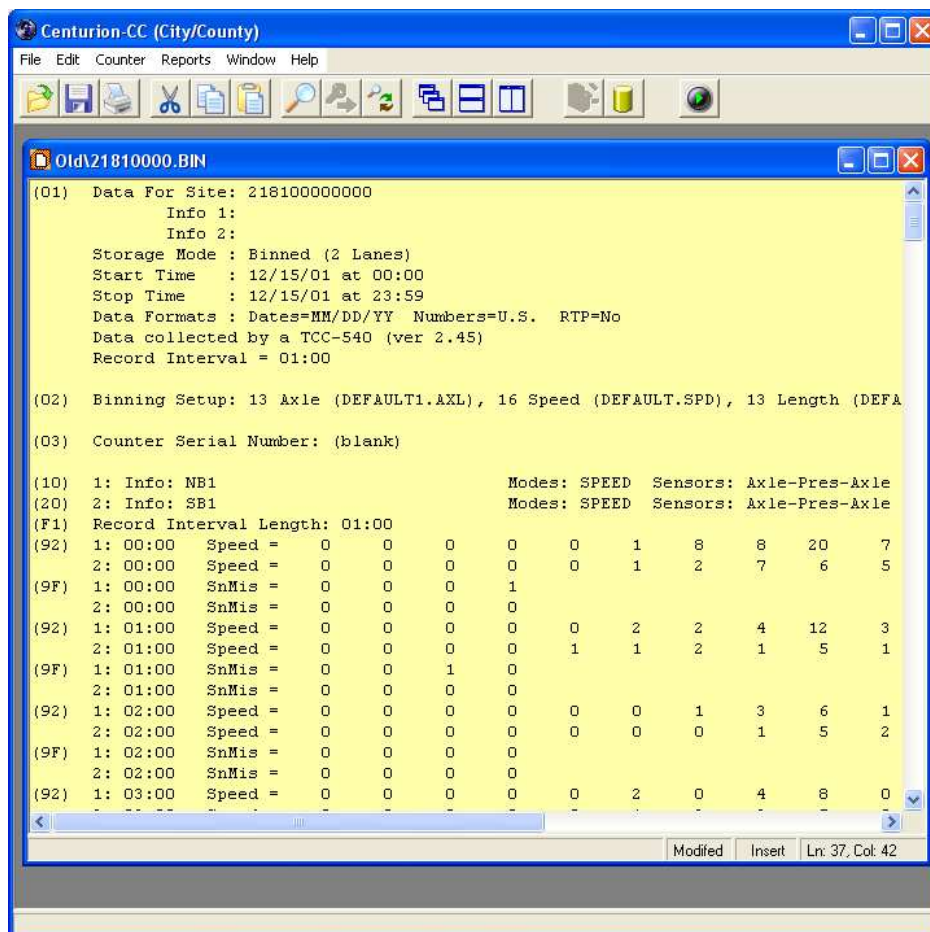 Centurion-CC (City/County)
File Edit Counter Reports Window Help
Old\21810000.BIN
(01) Data For Site: 218100000000
Info 1:
Info 2:
Storage Mode : Binned (2 Lanes)
Start Time : 12/15/01 at 00:00
Stop Time : 12/15/01 at 23:59
Data Formats : Dates=MM/DD/YY Numbers=U.S. RTP=No
Data collected by a TCC-540 (ver 2.45)
Record Interval = 01:00
(02) Binning Setup: 13 Axle (DEFAULT1.AXL), 16 Speed (DEFAULT.SPD), 13 Length (DEFA
(03) Counter Serial Number: (blank)
(10) 1: Info: NB1 Modes: SPEED Sensors: Axle-Pres-Axle
(20) 2: Info: SB1 Modes: SPEED Sensors: Axle-Pres-Axle
(F1) Record Interval Length: 01:00
(92) 1: 00:00 Speed = 0 0 0 0 0 1 8 8 20 7
2: 00:00 Speed = 0 0 0 0 0 1 2 7 6 5
(9F) 1: 00:00 SnMis = 0 0 0 1
2: 00:00 SnMis = 0 0 0 0
(92) 1: 01:00 Speed = 0 0 0 0 0 2 2 4 12 3
2: 01:00 Speed = 0 0 0 0 1 1 2 1 5 1
(9F) 1: 01:00 SnMis = 0 0 1 0
2: 01:00 SnMis = 0 0 0 0
(92) 1: 02:00 Speed = 0 0 0 0 0 0 1 3 6 1
2: 02:00 Speed = 0 0 0 0 0 0 0 1 5 2
(9F) 1: 02:00 SnMis = 0 0 0 0
2: 02:00 SnMis = 0 0 0 0
(92) 1: 03:00 Speed = 0 0 0 0 0 2 0 4 8 0
Modifed Insert Ln: 37, Col: 42